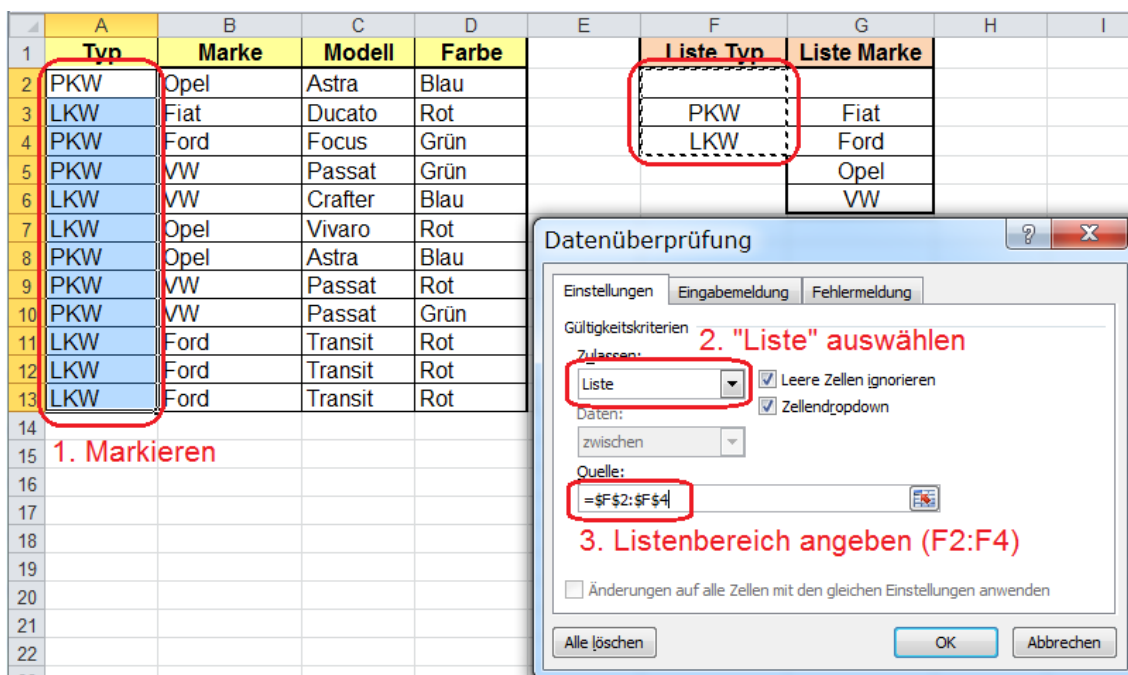 A B C D E F G H I
1 Typ Marke Modell Farbe Liste Typ Liste Marke
2 PKW Opel Astra Blau
3 LKW Fiat Ducato Rot PKW Fiat
4 PKW Ford Focus Grün LKW Ford
5 PKW VW Passat Grün Opel
6 LKW VW Crafter Blau VW
7 LKW Opel Vivaro Rot
8 PKW Opel Astra Blau
9 PKW VW Passat Rot
10 PKW VW Passat Grün
11 LKW Ford Transit Rot
12 LKW Ford Transit Rot
13 LKW Ford Transit Rot
14
15 1. Markieren
16
17
18
19
20
21
22
Datenüberprüfung
Einstellungen Eingabemeldung Fehlermeldung
Gültigkeitskriterien
2. "Liste" auswählen
Zulassen:
Liste Leere Zellen ignorieren
Zellendropdown
Daten:
zwischen
Quelle:
=$F$2:$F$4
3. Listenbereich angeben (F2:F4)
Änderungen auf alle Zellen mit den gleichen Einstellungen anwenden
Alle löschen OK Abbrechen